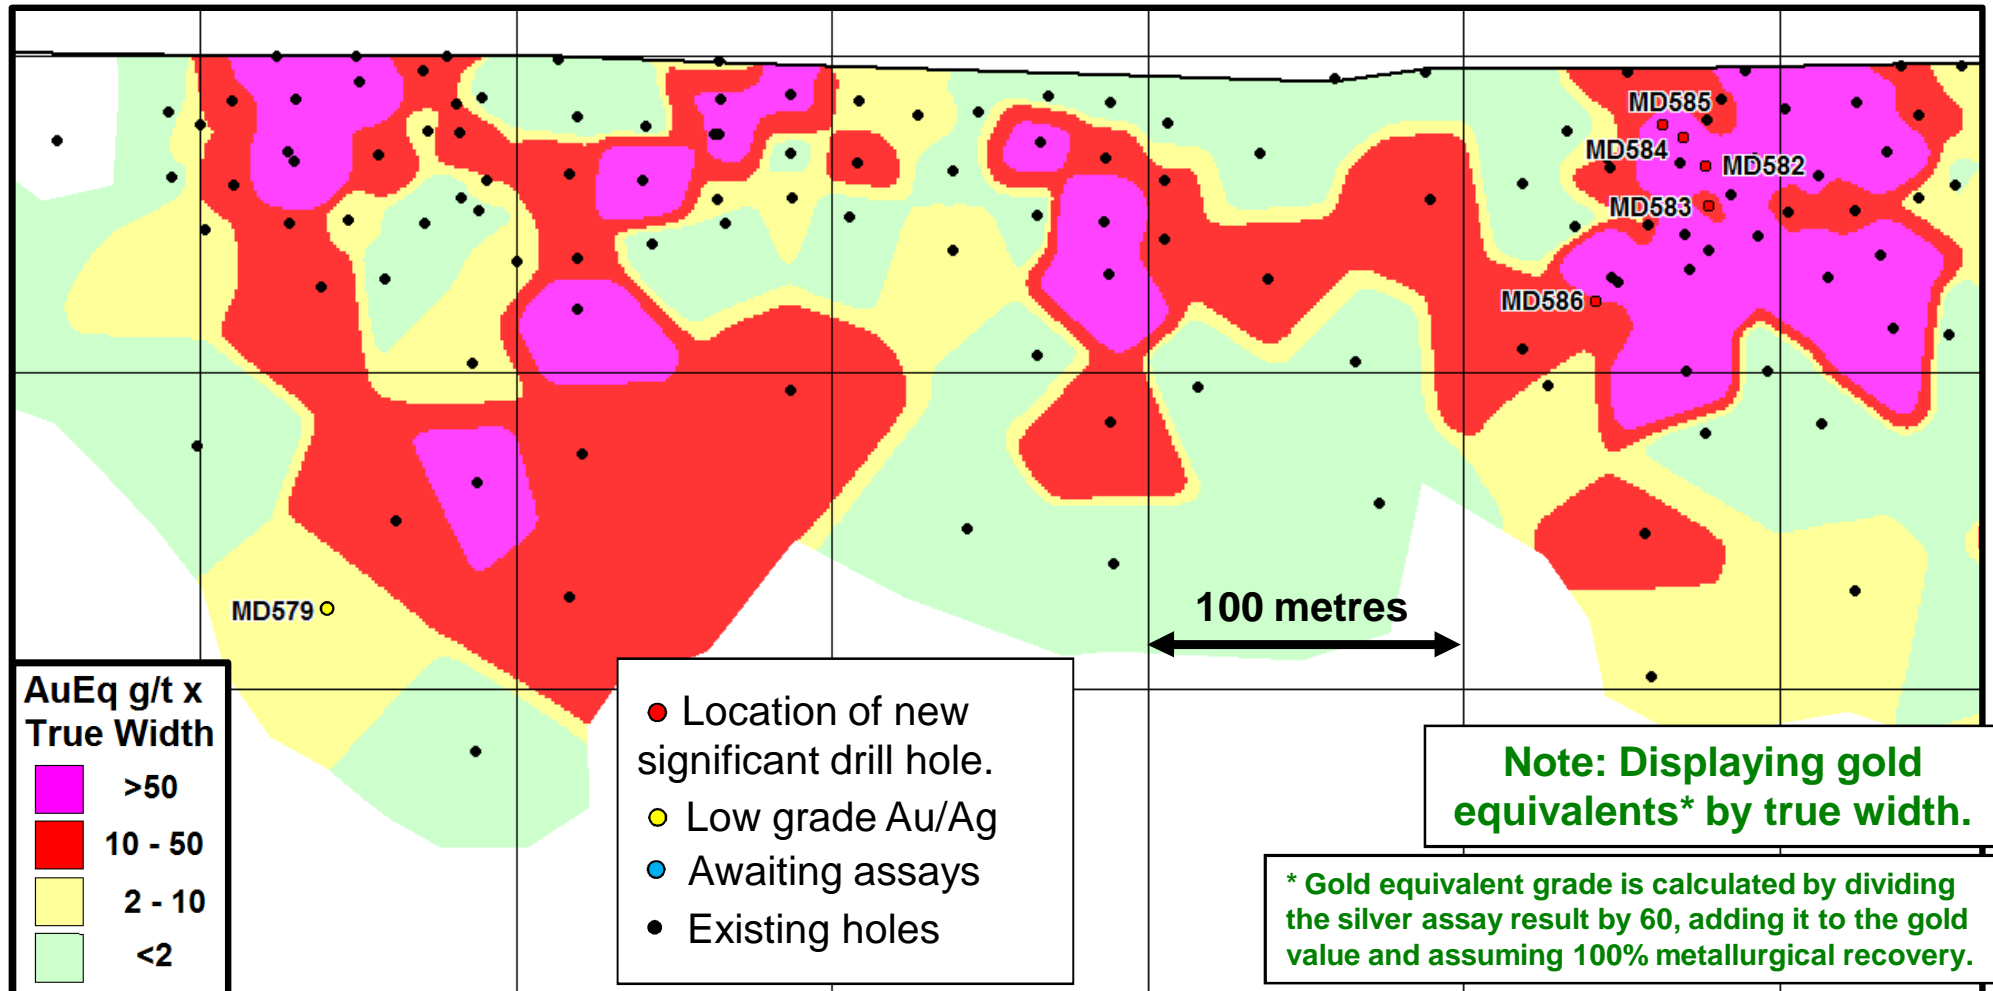 MD585
MD584
MD582
MD583
MD586
100 metres
MD579
AuEq g/t x
True Width
>50
10 - 50
2 - 10
<2
Location of new
significant drill hole.
Low grade Au/Ag
Awaiting assays
Existing holes
Note: Displaying gold
equivalents* by true width.
* Gold equivalent grade is calculated by dividing
the silver assay result by 60, adding it to the gold
value and assuming 100% metallurgical recovery.